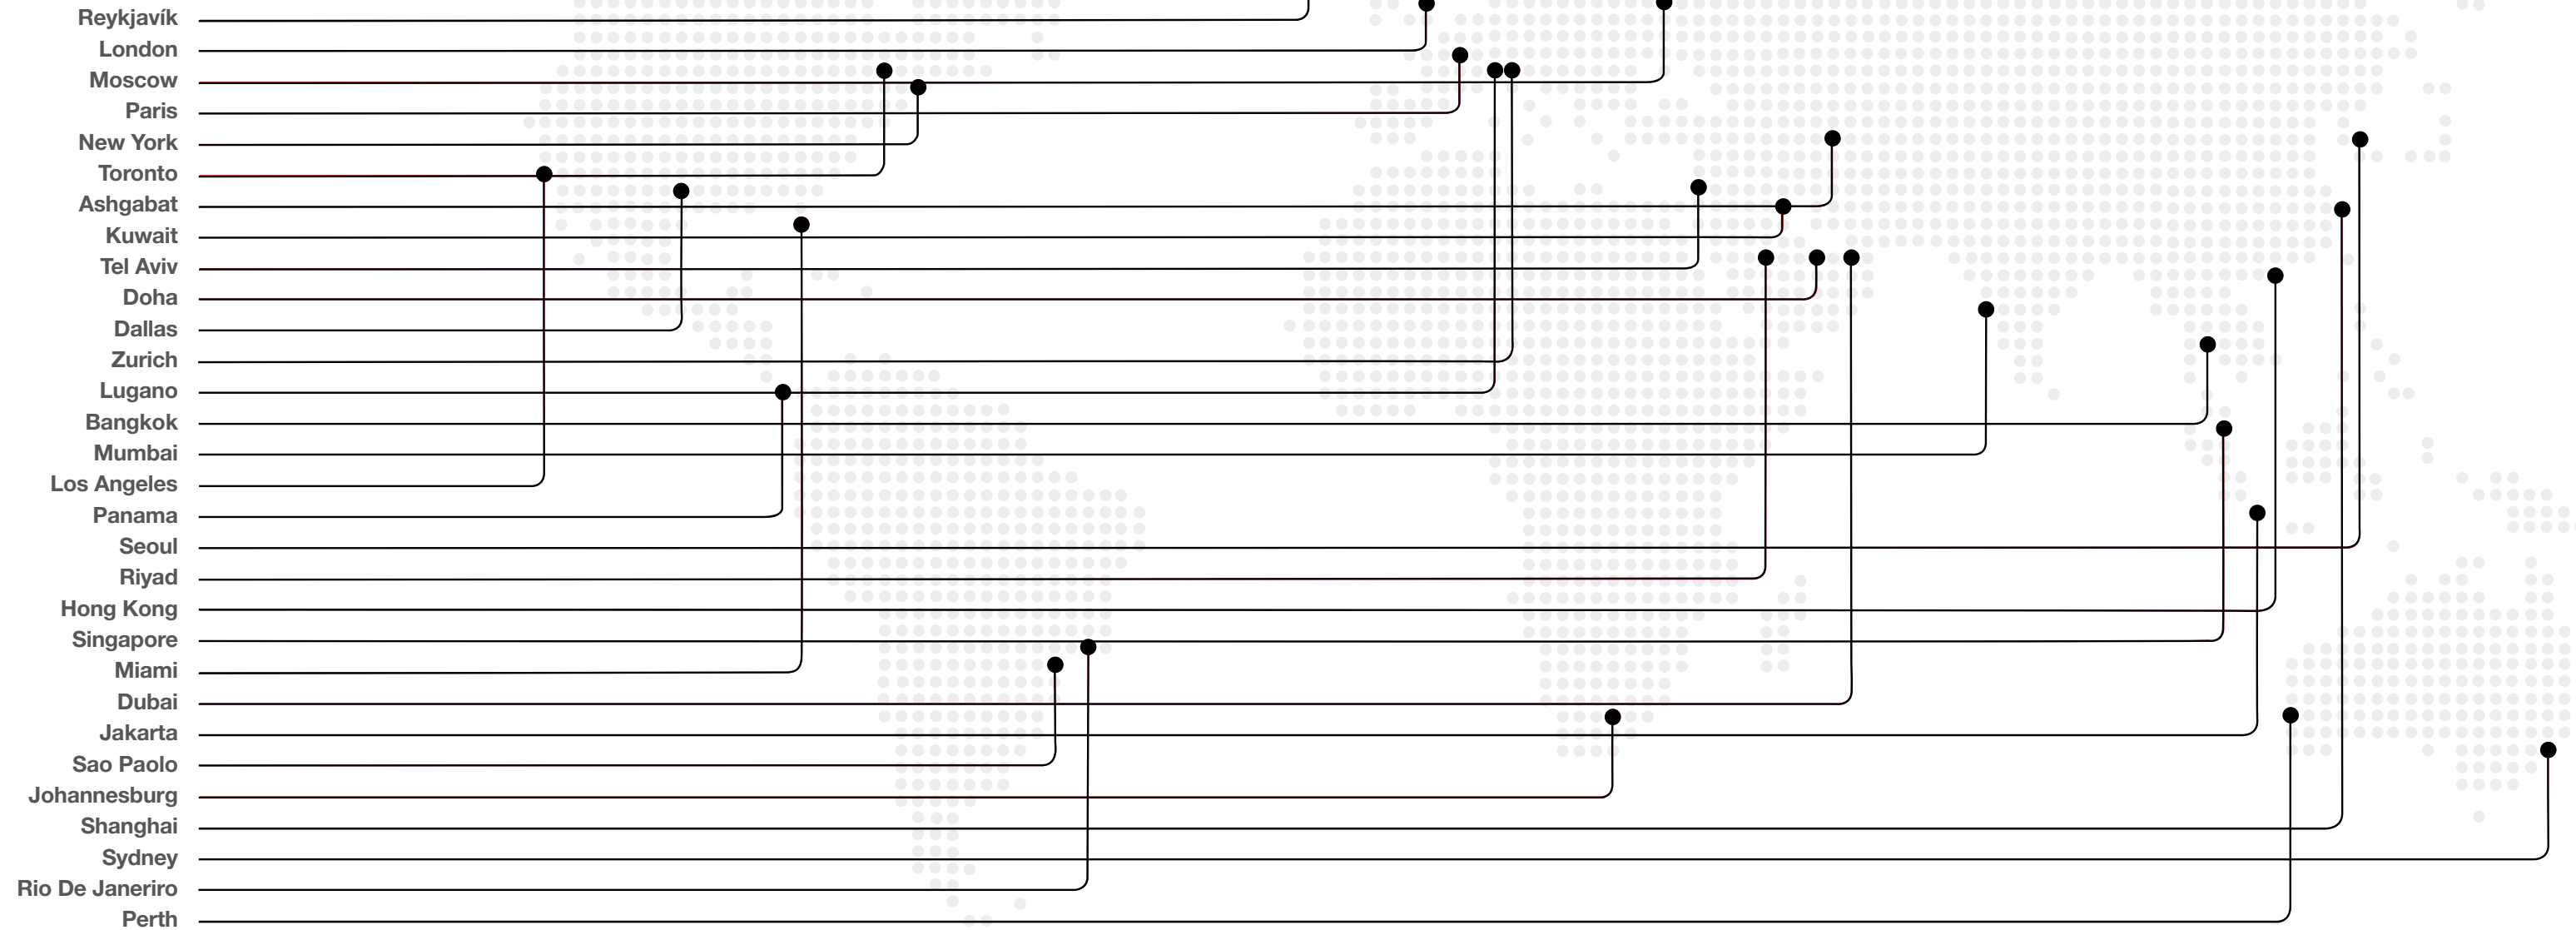 Reykjavík
London
Moscow
Paris
New York
Toronto
Ashgabat
Kuwait
Tel Aviv
Doha
Dallas
Zurich
Lugano
Bangkok
Mumbai
Los Angeles
Panama
Seoul
Riyad
Hong Kong
Singapore
Miami
Dubai
Jakarta
Sao Paolo
Johannesburg
Shanghai
Sydney
Rio De Janeriro
Perth